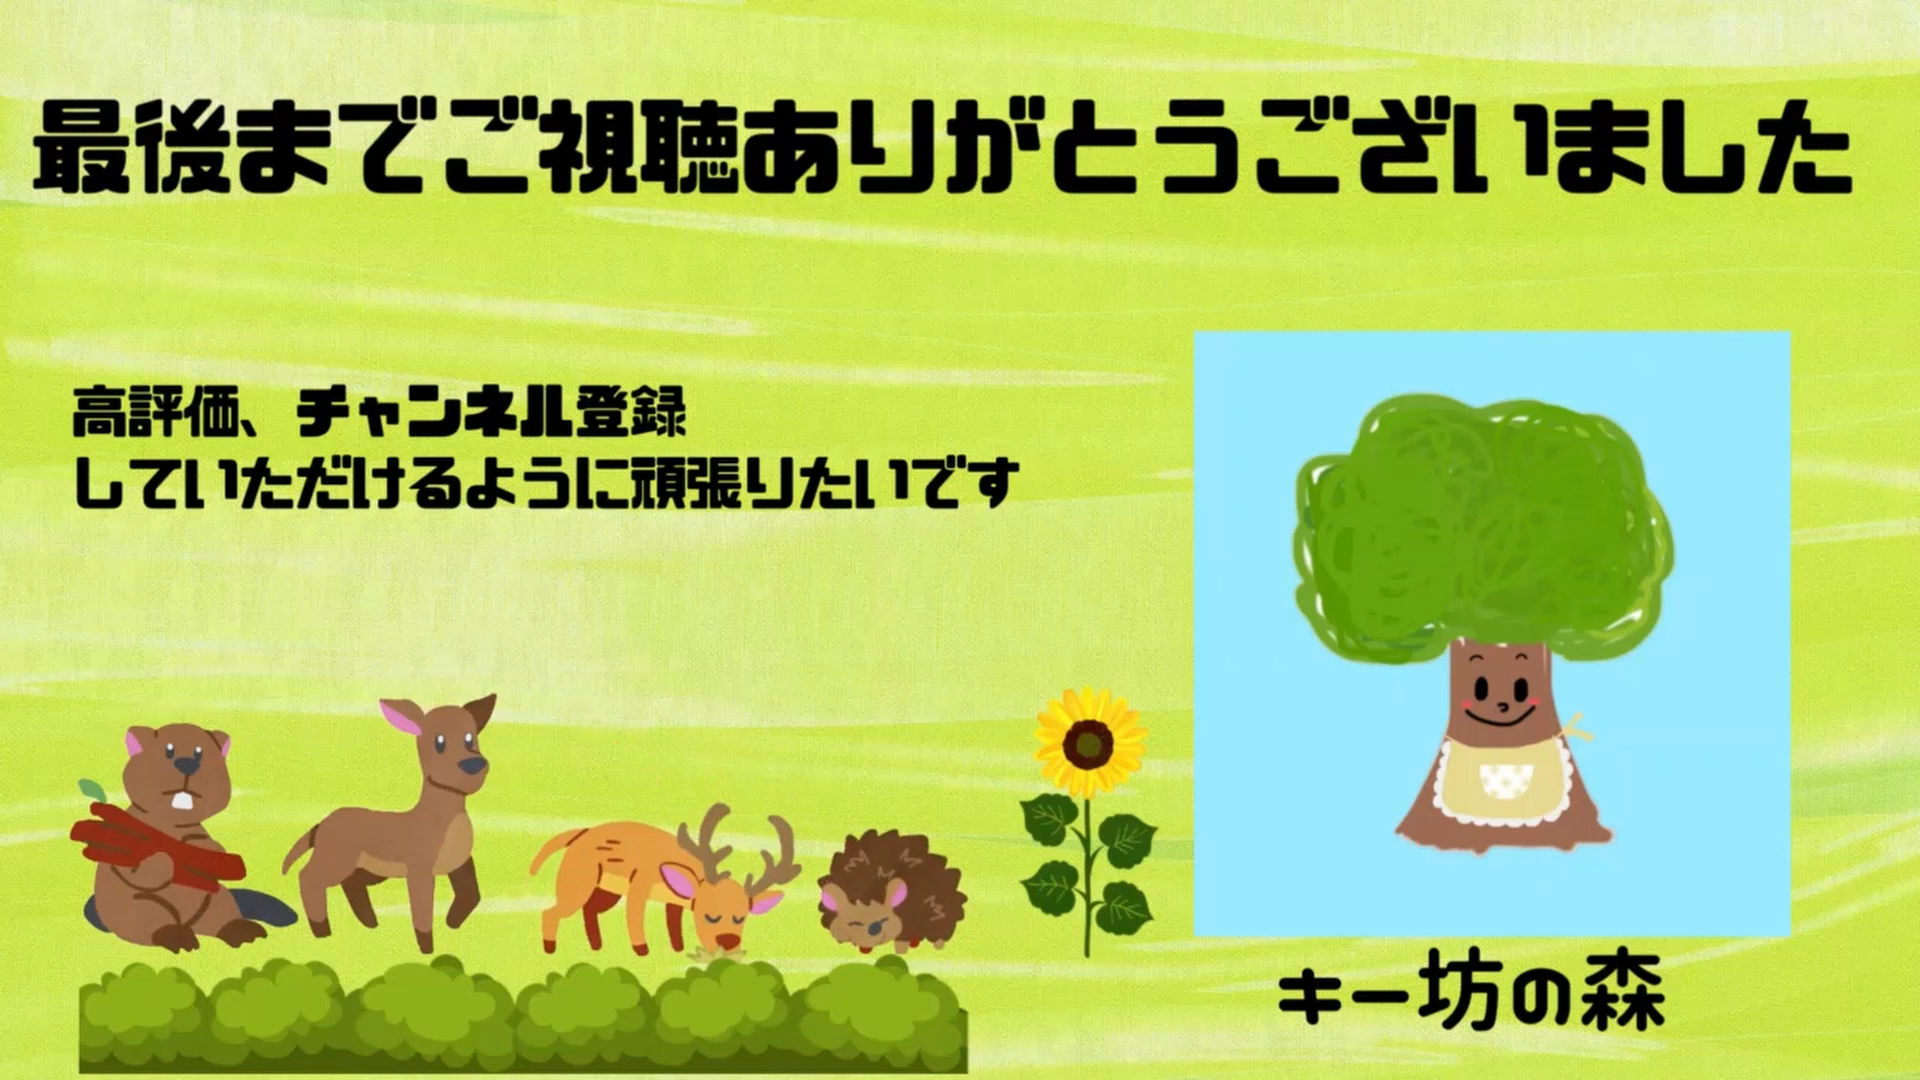 最後までご視聴ありがとうございました
高評価、チャンネル登録
していただけるように頑張りたいです
キー坊の森